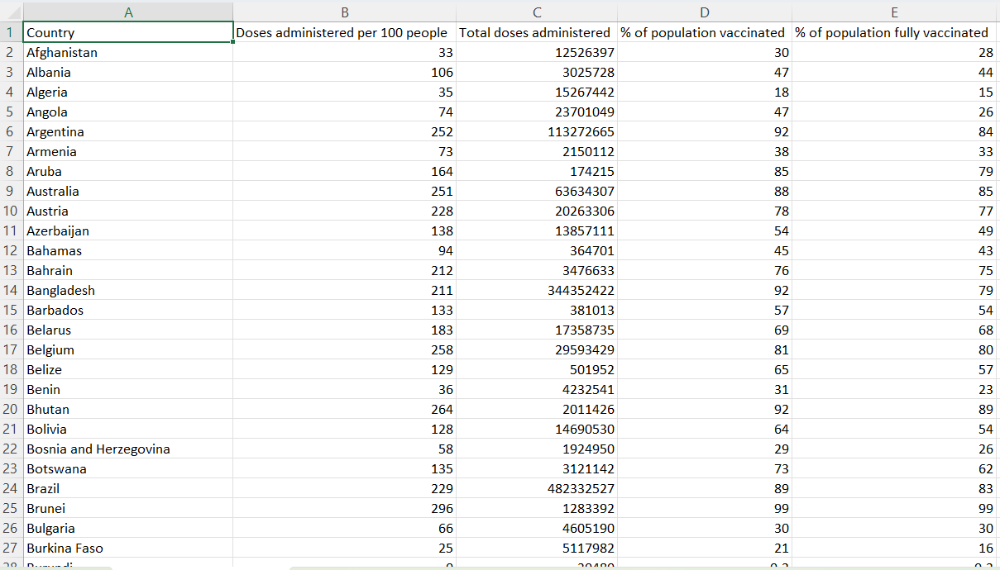 A B C D E
1 Country Doses administered per 100 people Total doses administered % of population vaccinated % of population fully vaccinated
2 Afghanistan 33 12526397 30 28
3 Albania 106 3025728 47 44
4 Algeria 35 15267442 18 15
5 Angola 74 23701049 47 26
6 Argentina 252 113272665 92 84
7 Armenia 73 2150112 38 33
8 Aruba 164 174215 85 79
9 Australia 251 63634307 88 85
10 Austria 228 20263306 78 77
11 Azerbaijan 138 13857111 54 49
12 Bahamas 94 364701 45 43
13 Bahrain 212 3476633 76 75
14 Bangladesh 211 344352422 92 79
15 Barbados 133 381013 57 54
16 Belarus 183 17358735 69 68
17 Belgium 258 29593429 81 80
18 Belize 129 501952 65 57
19 Benin 36 4232541 31 23
20 Bhutan 264 2011426 92 89
21 Bolivia 128 14690530 64 54
22 Bosnia and Herzegovina 58 1924950 29 26
23 Botswana 135 3121142 73 62
24 Brazil 229 482332527 89 83
25 Brunei 296 1283392 99 99
26 Bulgaria 66 4605190 30 30
27 Burkina Faso 25 5117982 21 16
28 Burundi